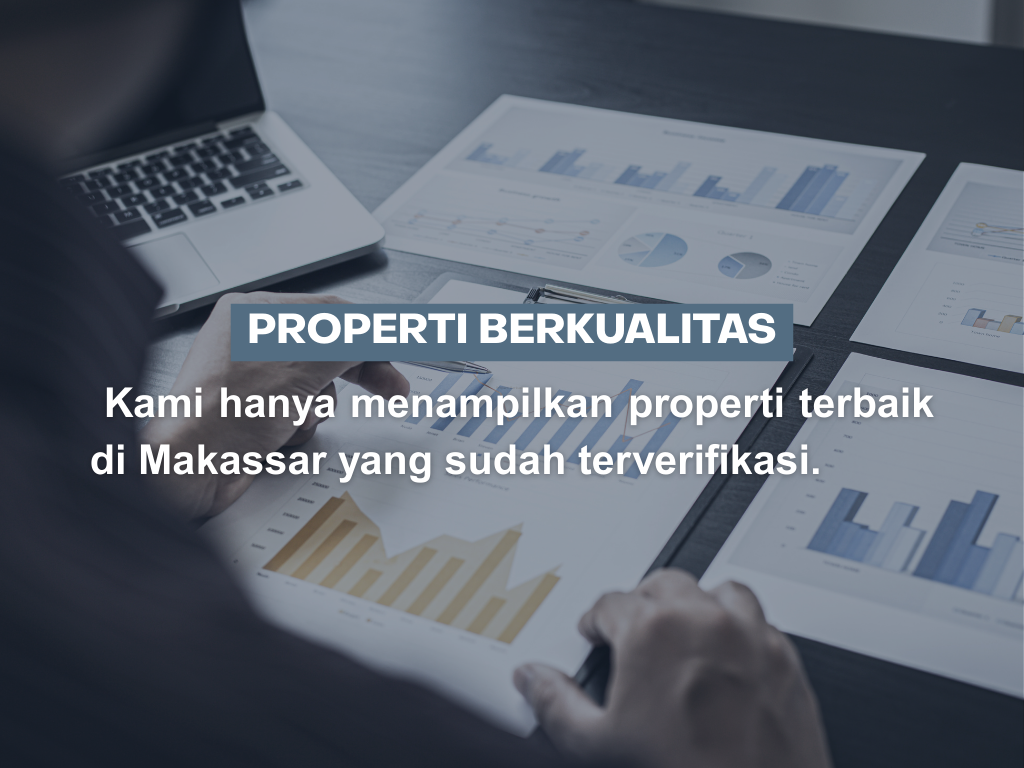 PROPERTI BERKUALITAS
Kami hanya menampilkan properti terbaik
di Makassar yang sudah terverifikasi.